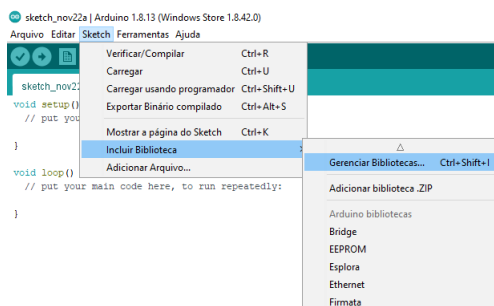 sketch_nov22a | Arduino 1.8.13 (Windows Store 1.8.42.0)
Arquivo Editar Sketch Ferramentas Ajuda
Verificar/Compilar Ctrl+R
Carregar Ctrl+U
Carregar usando programador Ctrl+Shift+U
Exportar Binário compilado Ctrl+Alt+S
Mostrar a página do Sketch Ctrl+K
Incluir Biblioteca
Adicionar Arquivo...
Gerenciar Bibliotecas... Ctrl+Shift+I
Adicionar biblioteca .ZIP
Arduino bibliotecas
Bridge
EEPROM
Esplora
Ethernet
Firmata
sketch_nov22
void setup()
// put you
}
void loop()
// put your main code here, to run repeatedly:
}